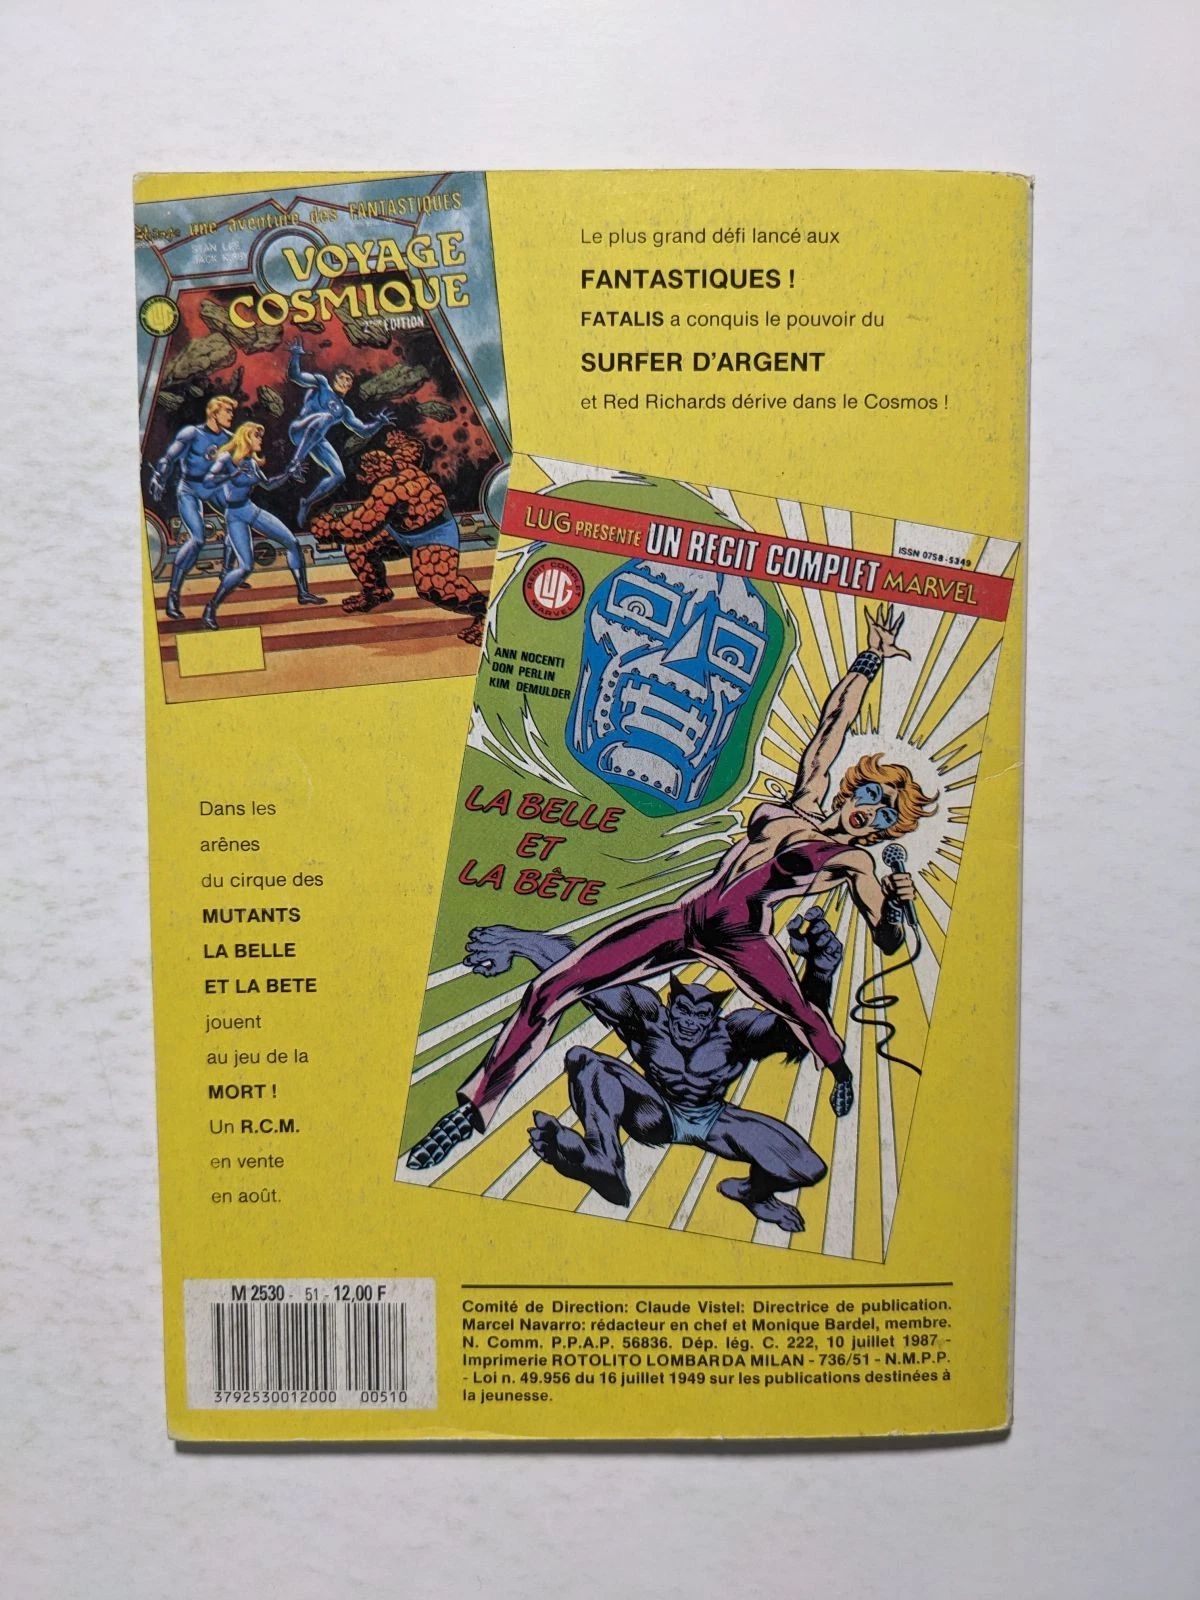 une aventure des FANTASTIQUES
STAN LEE
JACK KIRBY
VOYAGE
COSMIQUE
2ème EDITION
LUG
Le plus grand défi lancé aux
FANTASTIQUES !
FATALIS a conquis le pouvoir du
SURFER D'ARGENT
et Red Richards dérive dans le Cosmos !
LUG PRESENTE UN RECIT COMPLET MARVEL
ISSN 0758-5349
RECIT COMPLET
LUG
MARVEL
ANN NOCENTI
DON PERLIN
KIM DEMULDER
LA BELLE
ET
LA BÊTE
Dans les
arênes
du cirque des
MUTANTS
LA BELLE
ET LA BETE
jouent
au jeu de la
MORT !
Un R.C.M.
en vente
en août.
M 2530 - 51 - 12,00 F
3792530012000 00510
Comité de Direction: Claude Vistel: Directrice de publication.
Marcel Navarro: rédacteur en chef et Monique Bardel, membre.
N. Comm. P.P.A.P. 56836. Dép. lég. C. 222, 10 juillet 1987 -
Imprimerie ROTOLITO LOMBARDA MILAN - 736/51 - N.M.P.P.
- Loi n. 49.956 du 16 juillet 1949 sur les publications destinées à
la jeunesse.